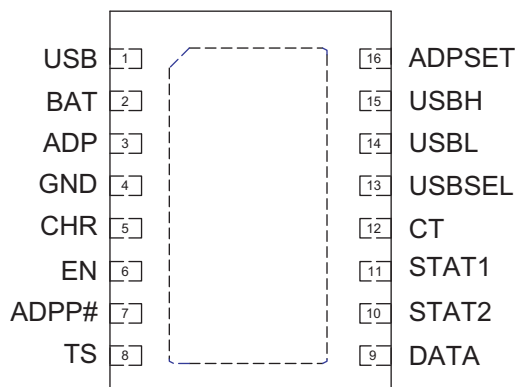 USB 1 16 ADPSET
BAT 2 15 USBH
ADP 3 14 USBL
GND 4 13 USBSEL
CHR 5 12 CT
EN 6 11 STAT1
ADPP# 7 10 STAT2
TS 8 9 DATA